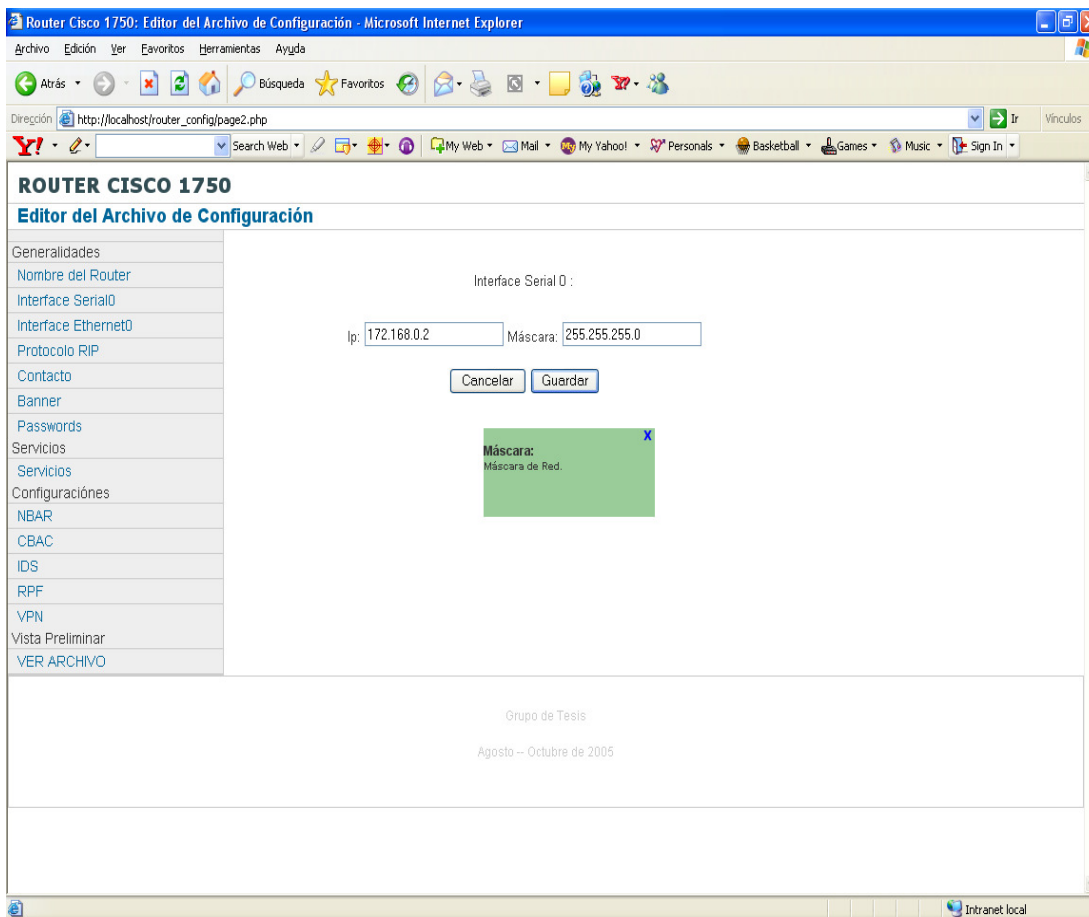 Router Cisco 1750: Editor del Archivo de Configuración - Microsoft Internet Explorer
Archivo Edición Ver Favoritos Herramientas Ayuda
Atrás Búsqueda Favoritos
Dirección http://localhost/router_config/page2.php Ir Vínculos
Y! Search Web My Web Mail My Yahoo! Personals Basketball Games Music Sign In
ROUTER CISCO 1750
Editor del Archivo de Configuración
Generalidades
Nombre del Router
Interface Serial0
Interface Ethernet0
Protocolo RIP
Contacto
Banner
Passwords
Servicios
Servicios
Configuraciónes
NBAR
CBAC
IDS
RPF
VPN
Vista Preliminar
VER ARCHIVO
Interface Serial 0 :
Ip: 172.168.0.2 Máscara: 255.255.255.0
Cancelar Guardar
X
Máscara:
Máscara de Red.
Grupo de Tesis
Agosto -- Octubre de 2005
Intranet local